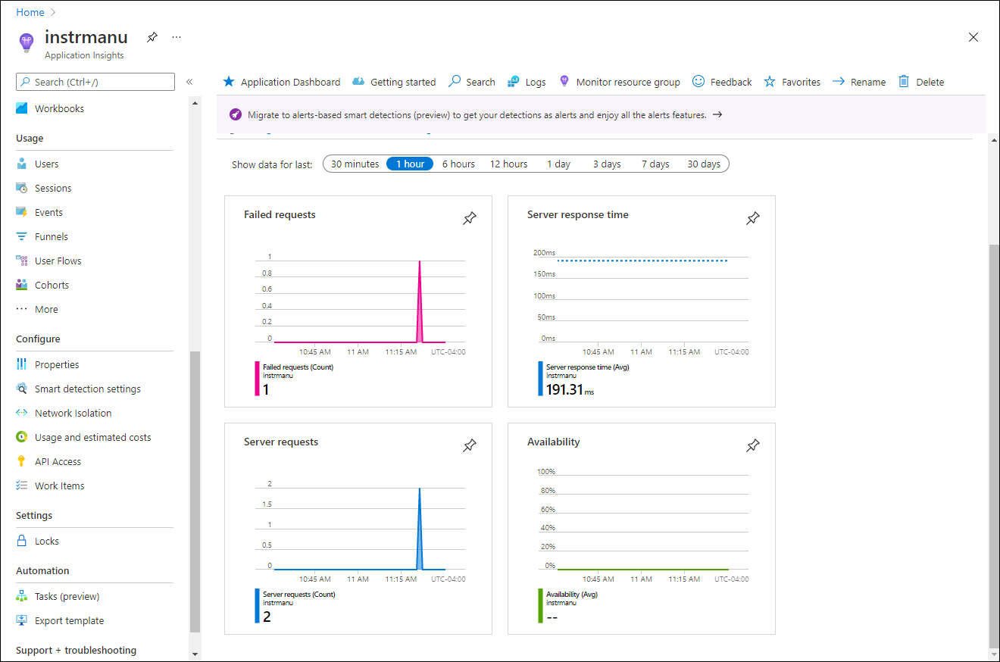 Home
instrmanu
Application Insights
Search (Ctrl+/)
Workbooks
Usage
Users
Sessions
Events
Funnels
User Flows
Cohorts
More
Configure
Properties
Smart detection settings
Network Isolation
Usage and estimated costs
API Access
Work Items
Settings
Locks
Automation
Tasks (preview)
Export template
Support + troubleshooting
Application Dashboard Getting started Search Logs Monitor resource group Feedback Favorites Rename Delete
Migrate to alerts-based smart detections (preview) to get your detections as alerts and enjoy all the alerts features.
Show data for last: 30 minutes 1 hour 6 hours 12 hours 1 day 3 days 7 days 30 days
Failed requests
1
0.8
0.6
0.4
0.2
0
10:45 AM 11 AM 11:15 AM UTC-04:00
Failed requests (Count)
instrmanu
1
Server response time
200ms
150ms
100ms
50ms
0ms
10:45 AM 11 AM 11:15 AM UTC-04:00
Server response time (Avg)
instrmanu
191.31 ms
Server requests
2
1.5
1
0.5
0
10:45 AM 11 AM 11:15 AM UTC-04:00
Server requests (Count)
instrmanu
2
Availability
100%
80%
60%
40%
20%
0%
10:45 AM 11 AM 11:15 AM UTC-04:00
Availability (Avg)
instrmanu
--